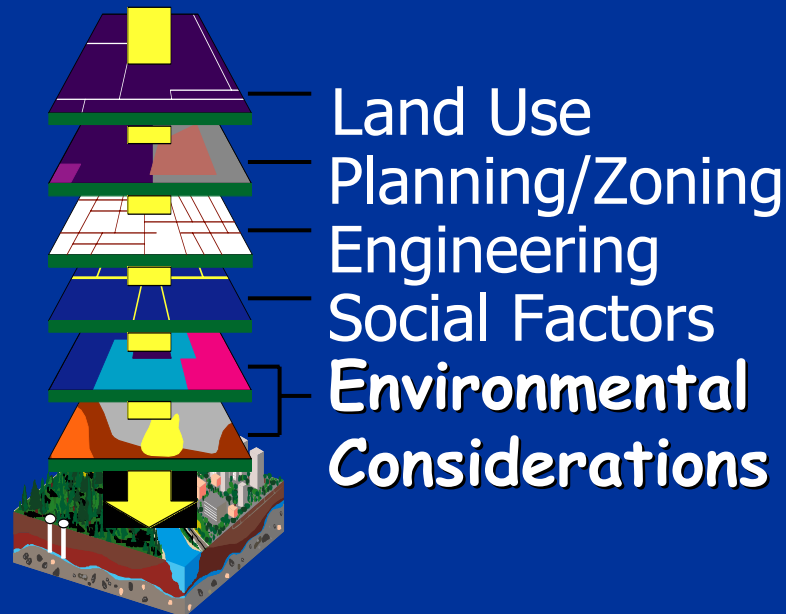 Land Use
Planning/Zoning
Engineering
Social Factors
Environmental
Considerations